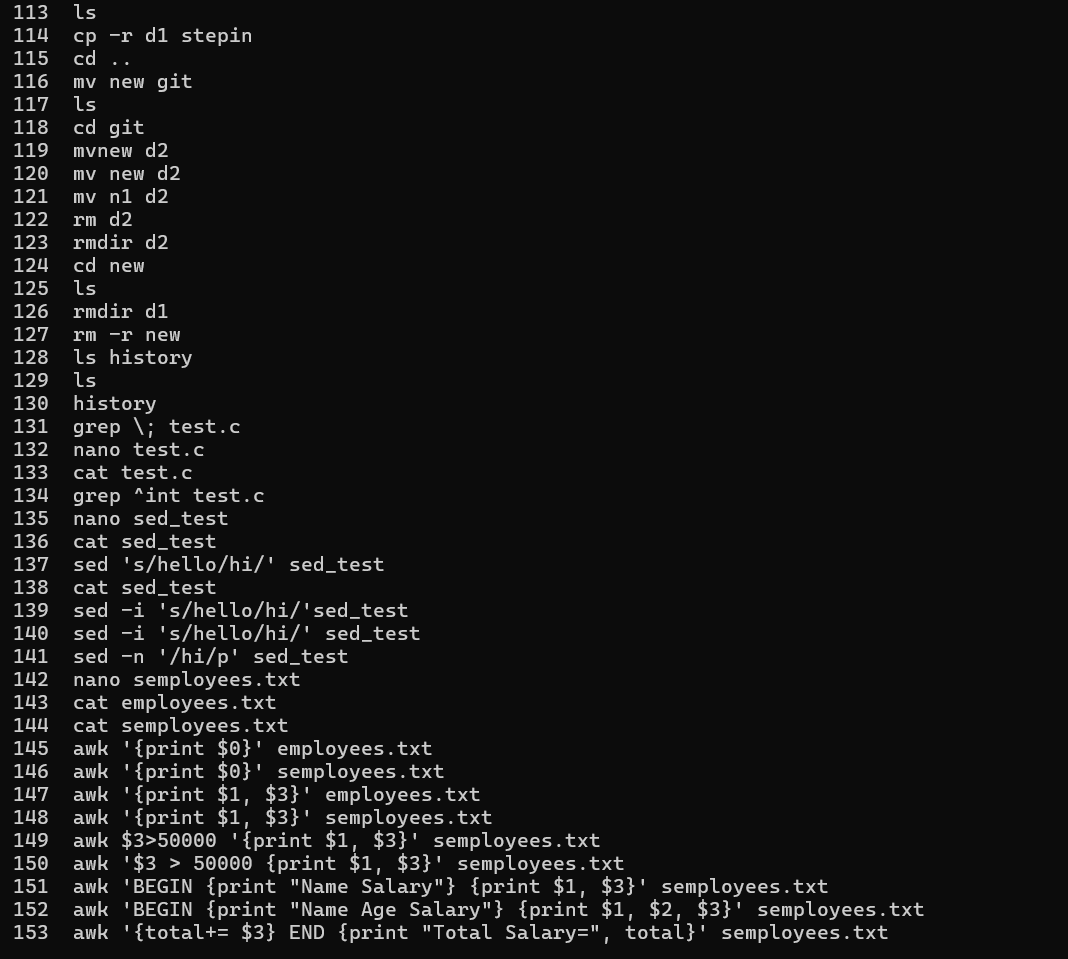 113 ls
114 cp -r d1 stepin
115 cd ..
116 mv new git
117 ls
118 cd git
119 mvnew d2
120 mv new d2
121 mv n1 d2
122 rm d2
123 rmdir d2
124 cd new
125 ls
126 rmdir d1
127 rm -r new
128 ls history
129 ls
130 history
131 grep \; test.c
132 nano test.c
133 cat test.c
134 grep ^int test.c
135 nano sed_test
136 cat sed_test
137 sed 's/hello/hi/' sed_test
138 cat sed_test
139 sed -i 's/hello/hi/'sed_test
140 sed -i 's/hello/hi/' sed_test
141 sed -n '/hi/p' sed_test
142 nano semployees.txt
143 cat employees.txt
144 cat semployees.txt
145 awk '{print $0}' employees.txt
146 awk '{print $0}' semployees.txt
147 awk '{print $1, $3}' employees.txt
148 awk '{print $1, $3}' semployees.txt
149 awk $3>50000 '{print $1, $3}' semployees.txt
150 awk '$3 > 50000 {print $1, $3}' semployees.txt
151 awk 'BEGIN {print "Name Salary"} {print $1, $3}' semployees.txt
152 awk 'BEGIN {print "Name Age Salary"} {print $1, $2, $3}' semployees.txt
153 awk '{total+= $3} END {print "Total Salary=", total}' semployees.txt